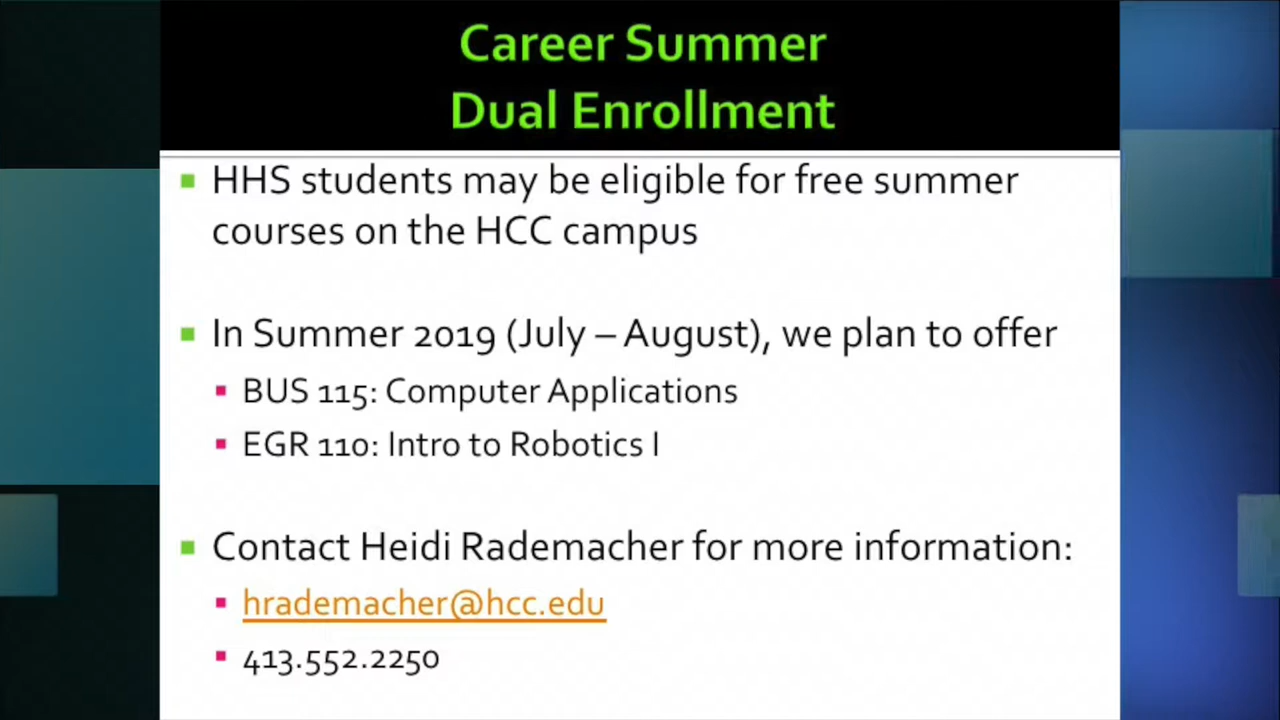 Career Summer
Dual Enrollment
HHS students may be eligible for free summer
courses on the HCC campus
In Summer 2019 (July – August), we plan to offer
BUS 115: Computer Applications
EGR 110: Intro to Robotics I
Contact Heidi Rademacher for more information:
hrademacher@hcc.edu
413.552.2250